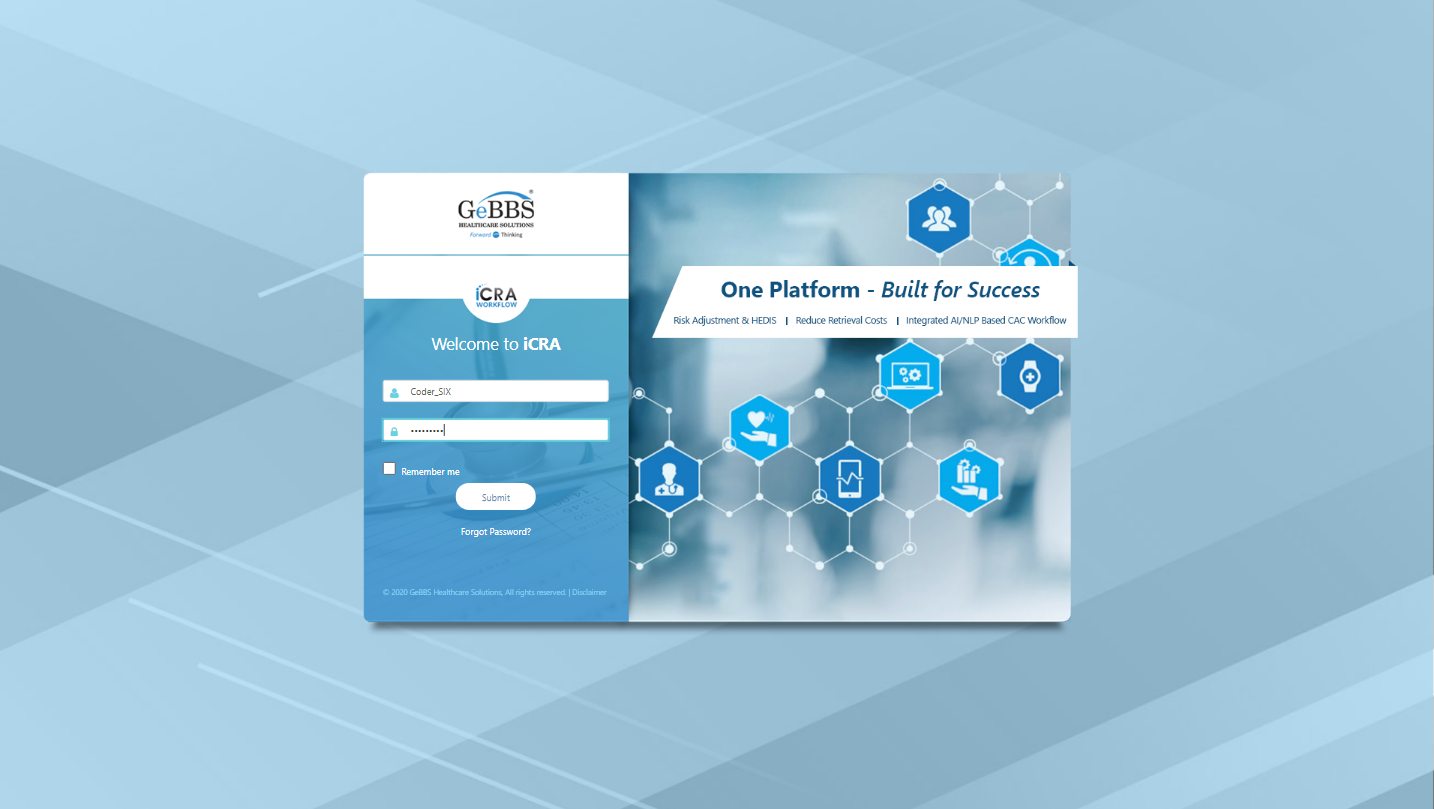 GeBBS®
HEALTHCARE SOLUTIONS
Forward Thinking
iCRA
WORKFLOW
Welcome to iCRA
Coder_SIX
•••••••••
Remember me
Submit
Forgot Password?
© 2020 GeBBS Healthcare Solutions, All rights reserved. | Disclaimer
One Platform - Built for Success
Risk Adjustment & HEDIS | Reduce Retrieval Costs | Integrated AI/NLP Based CAC Workflow